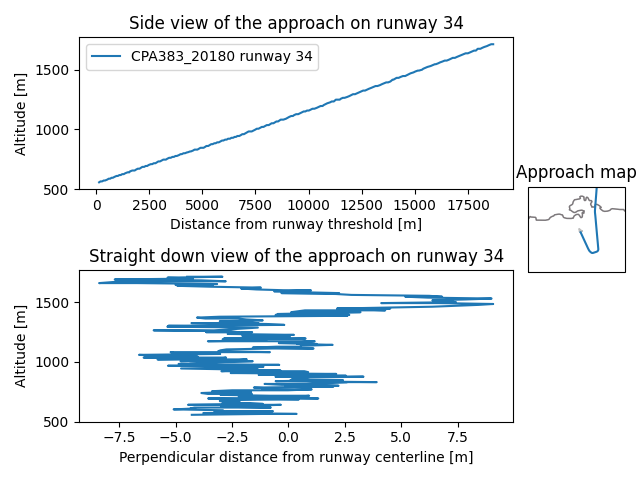 Side view of the approach on runway 34
CPA383_20180 runway 34
Altitude [m]
1500
1000
500
0
2500
5000
7500
10000
12500
15000
17500
Distance from runway threshold [m]
Approach map
Straight down view of the approach on runway 34
Altitude [m]
1500
1000
500
−7.5
−5.0
−2.5
0.0
2.5
5.0
7.5
Perpendicular distance from runway centerline [m]